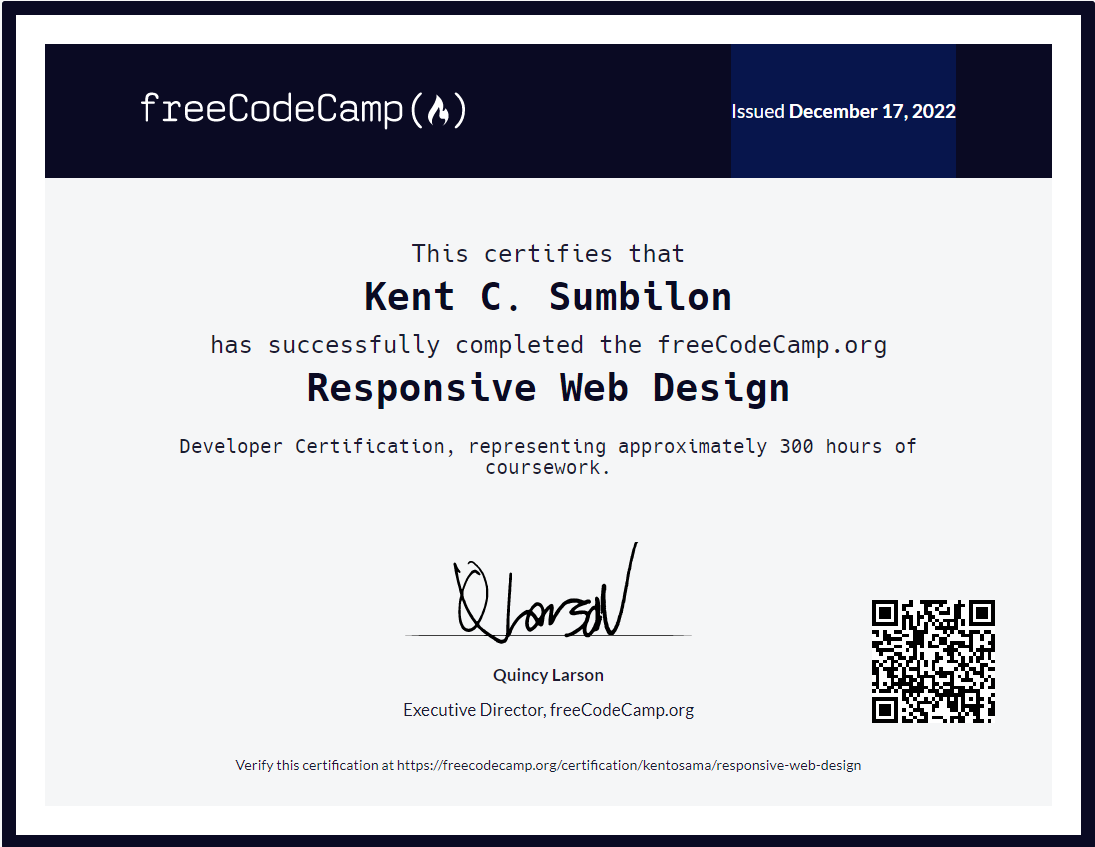 freeCodeCamp
Issued December 17, 2022
This certifies that
Kent C. Sumbilon
has successfully completed the freeCodeCamp.org
Responsive Web Design
Developer Certification, representing approximately 300 hours of
coursework.
Q Larson
Quincy Larson
Executive Director, freeCodeCamp.org
Verify this certification at https://freecodecamp.org/certification/kentosama/responsive-web-design